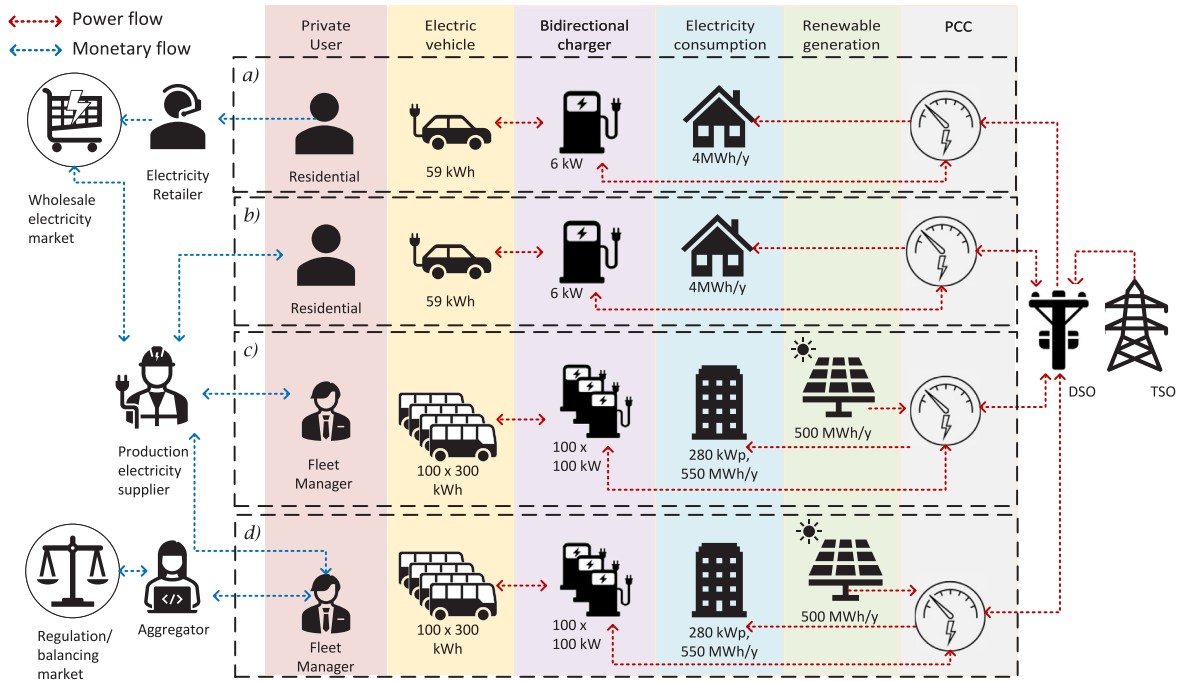 Power flow
Monetary flow
Private
User
Electric
vehicle
Bidirectional
charger
Electricity
consumption
Renewable
generation
PCC
a)
Wholesale
electricity
market
Electricity
Retailer
Residential
59 kWh
6 kW
4MWh/y
b)
Residential
59 kWh
6 kW
4MWh/y
c)
Production
electricity
supplier
Fleet
Manager
100 x 300
kWh
100 x
100 kW
280 kWp,
550 MWh/y
500 MWh/y
DSO
TSO
d)
Regulation/
balancing
market
Aggregator
</>
Fleet
Manager
100 x 300
kWh
100 x
100 kW
280 kWp,
550 MWh/y
500 MWh/y